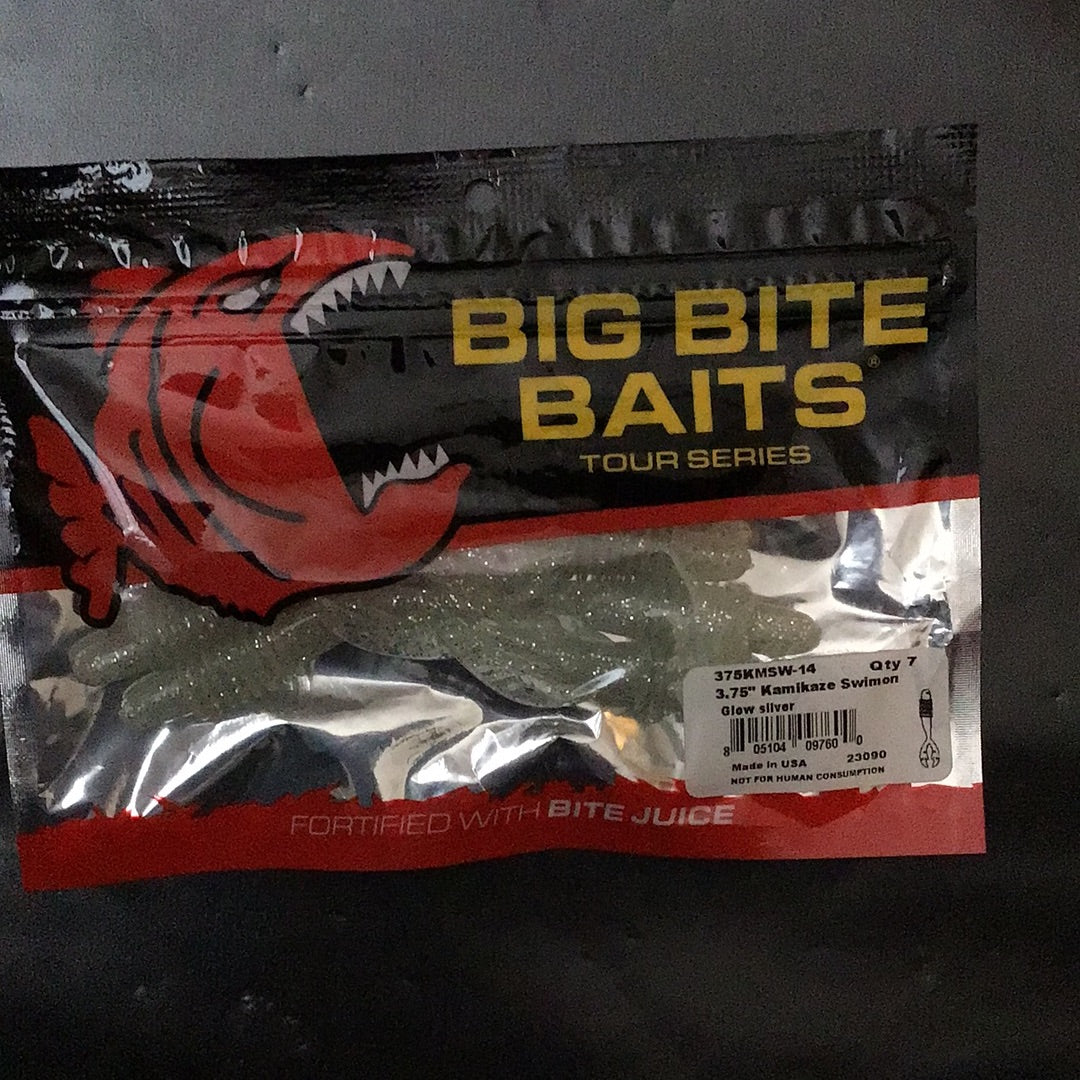 BIG BITE
BAITS®
TOUR SERIES
375KMSW-14 Qty 7
3.75" Kamikaze Swimon
Glow silver
8 05104 09760 0
Made in USA 23090
NOT FOR HUMAN CONSUMPTION
FORTIFIED WITH BITE JUICE